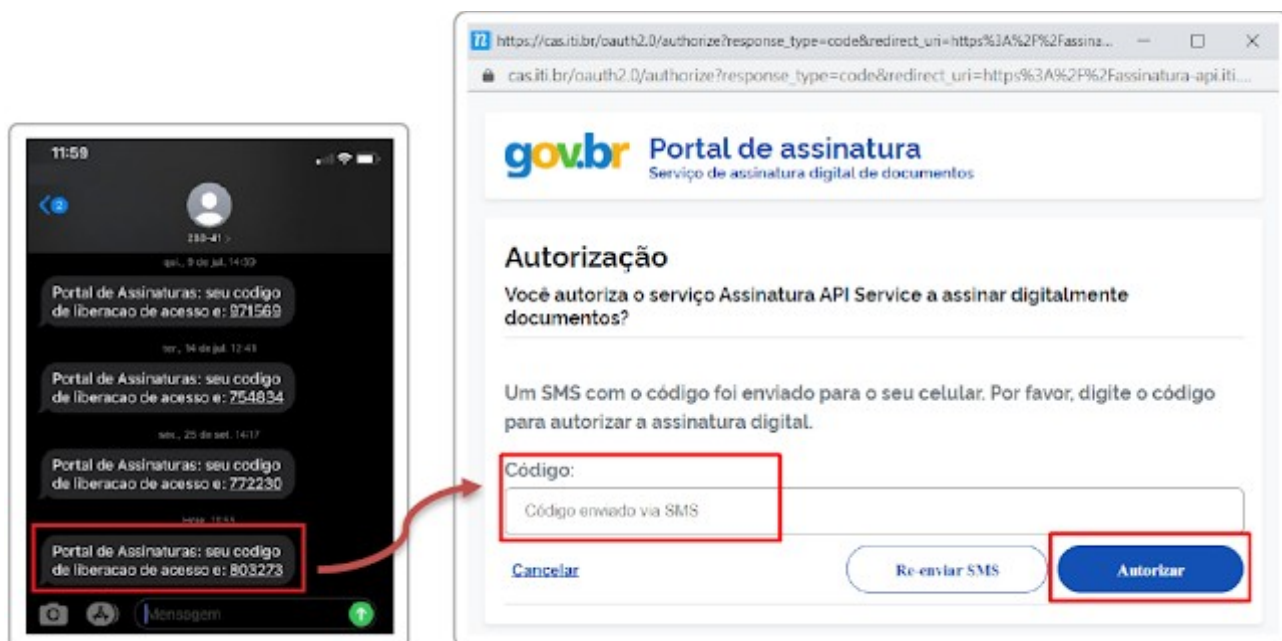 11:59
2
280-41 >
qui., 9 de jul. 14:39
Portal de Assinaturas: seu codigo
de liberacao de acesso e: 971569
ter., 14 de jul. 12:41
Portal de Assinaturas: seu codigo
de liberacao de acesso e: 754834
sex., 25 de set. 14:17
Portal de Assinaturas: seu codigo
de liberacao de acesso e: 772230
Portal de Assinaturas: seu codigo
de liberacao de acesso e: 803273
Mensagem
https://cas.iti.br/oauth2.0/authorize?response_type=code&redirect_uri=https%3A%2F%2Fassina...
cas.iti.br/oauth2.0/authorize?response_type=code&redirect_uri=https%3A%2F%2Fassinatura-api.iti....
gov.br Portal de assinatura
Serviço de assinatura digital de documentos
Autorização
Você autoriza o serviço Assinatura API Service a assinar digitalmente
documentos?
Um SMS com o código foi enviado para o seu celular. Por favor, digite o código
para autorizar a assinatura digital.
Código:
Código enviado via SMS
Cancelar
Re-enviar SMS
Autorizar